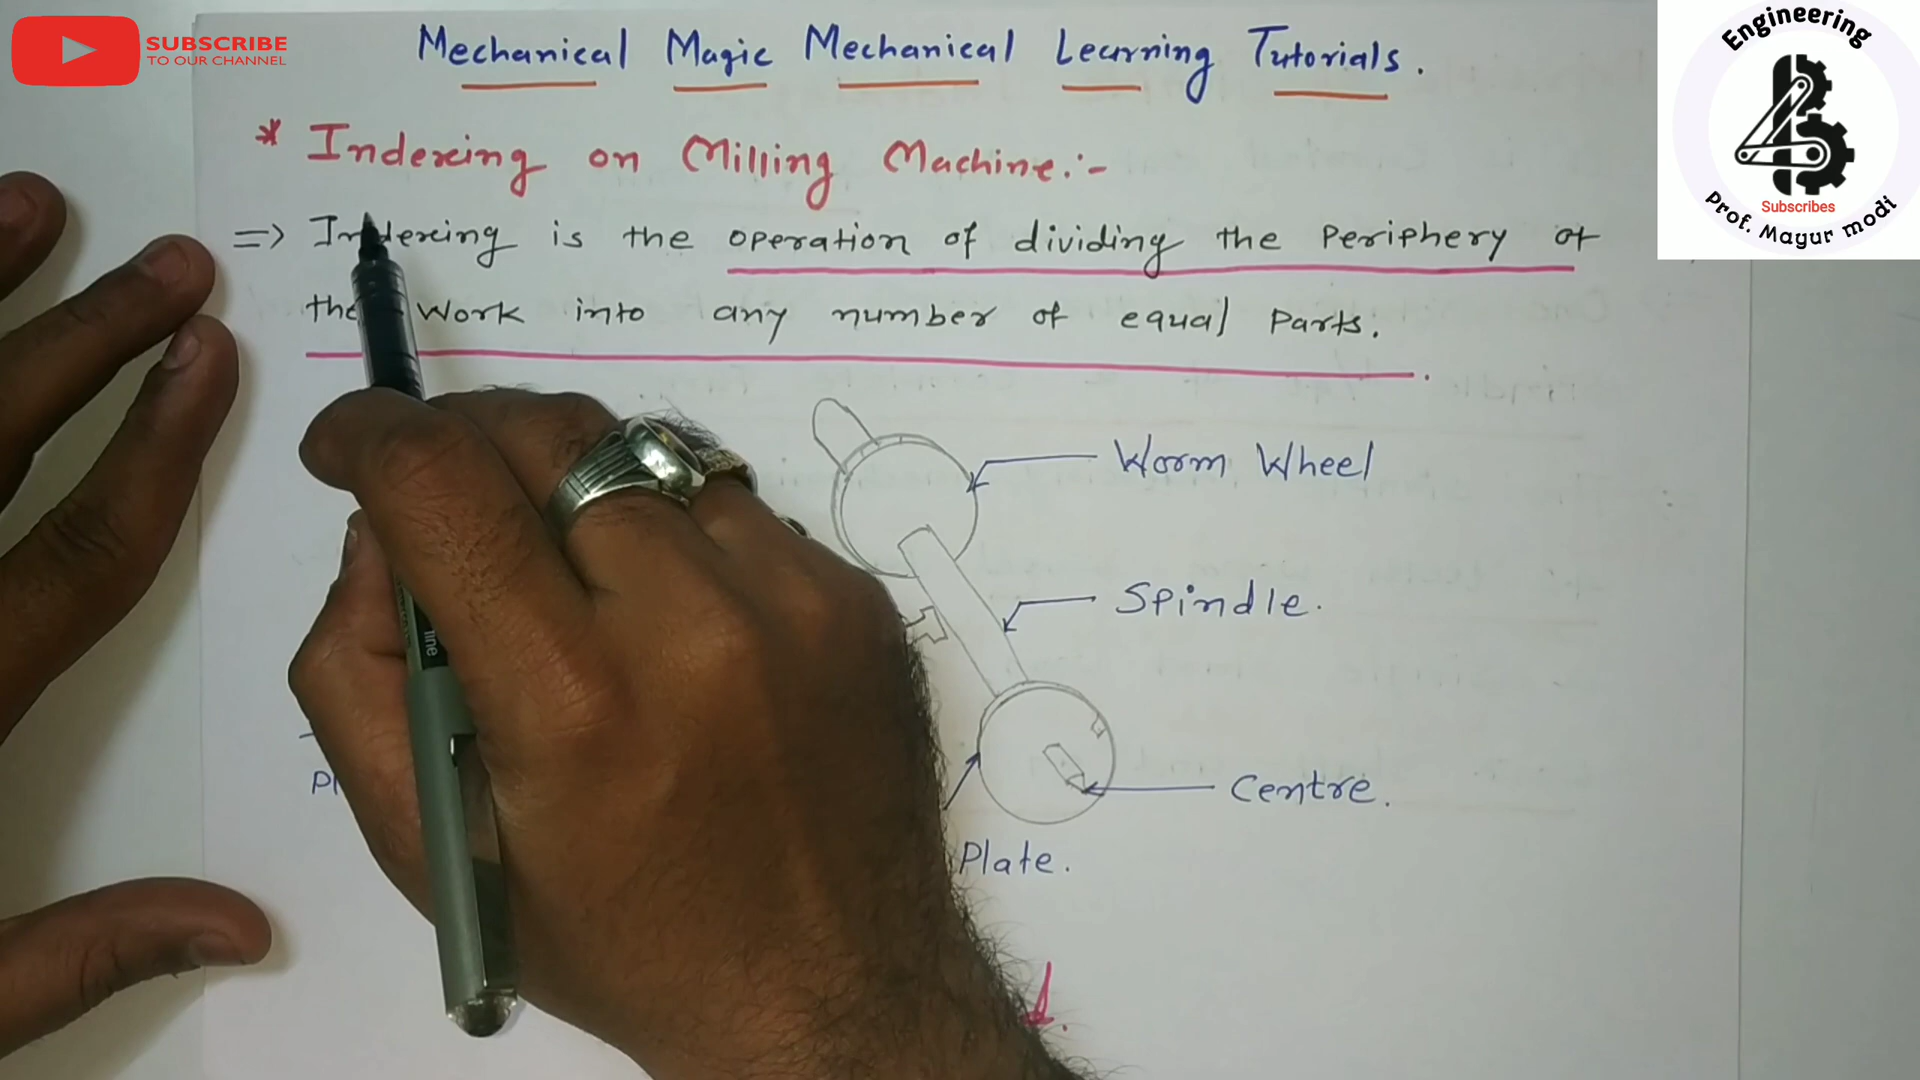 SUBSCRIBE
TO OUR CHANNEL
Mechanical Magic Mechanical Learning Tutorials.
Engineering
Subscribes
Prof. Mayur modi
* Indexing on Milling Machine:-
=> Indexing is the operation of dividing the Periphery of
the work into any number of equal Parts.
Worm Wheel
Spindle.
Centre.
Plate.